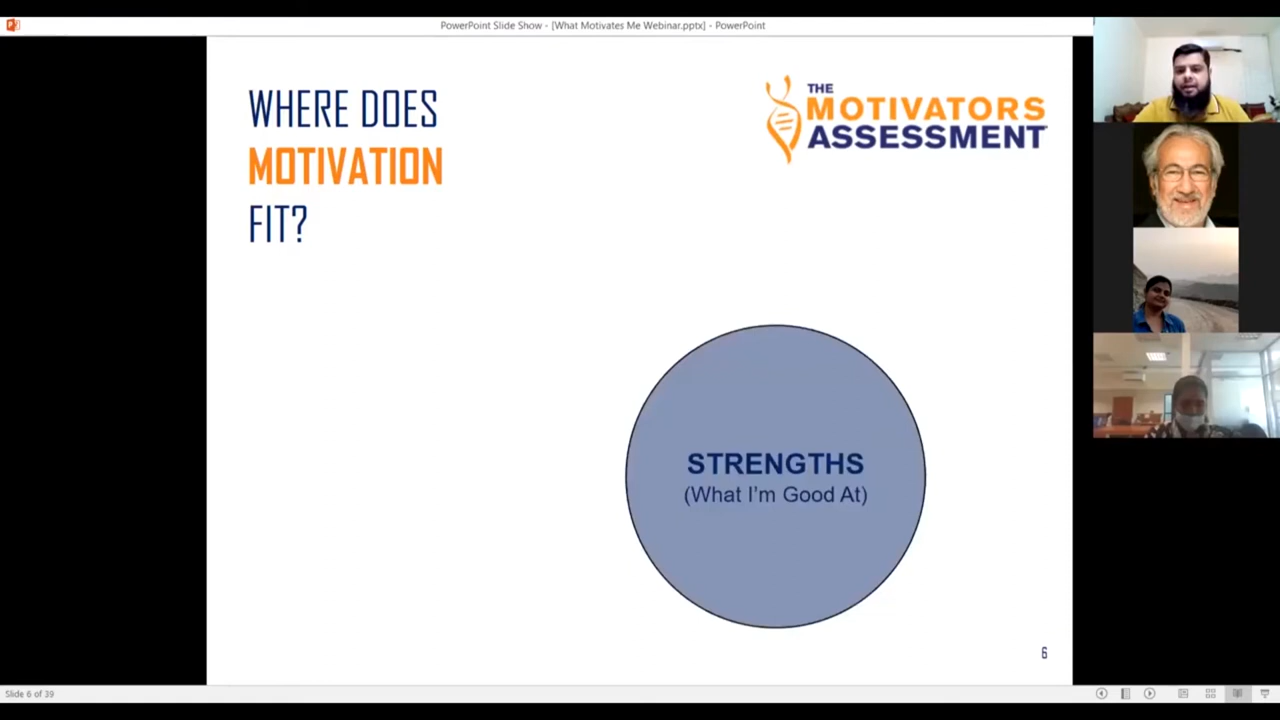 PowerPoint Slide Show - [What Motivates Me Webinar.pptx] - PowerPoint
WHERE DOES
MOTIVATION
FIT?
THE
MOTIVATORS
ASSESSMENT
STRENGTHS
(What I'm Good At)
6
Slide 6 of 39